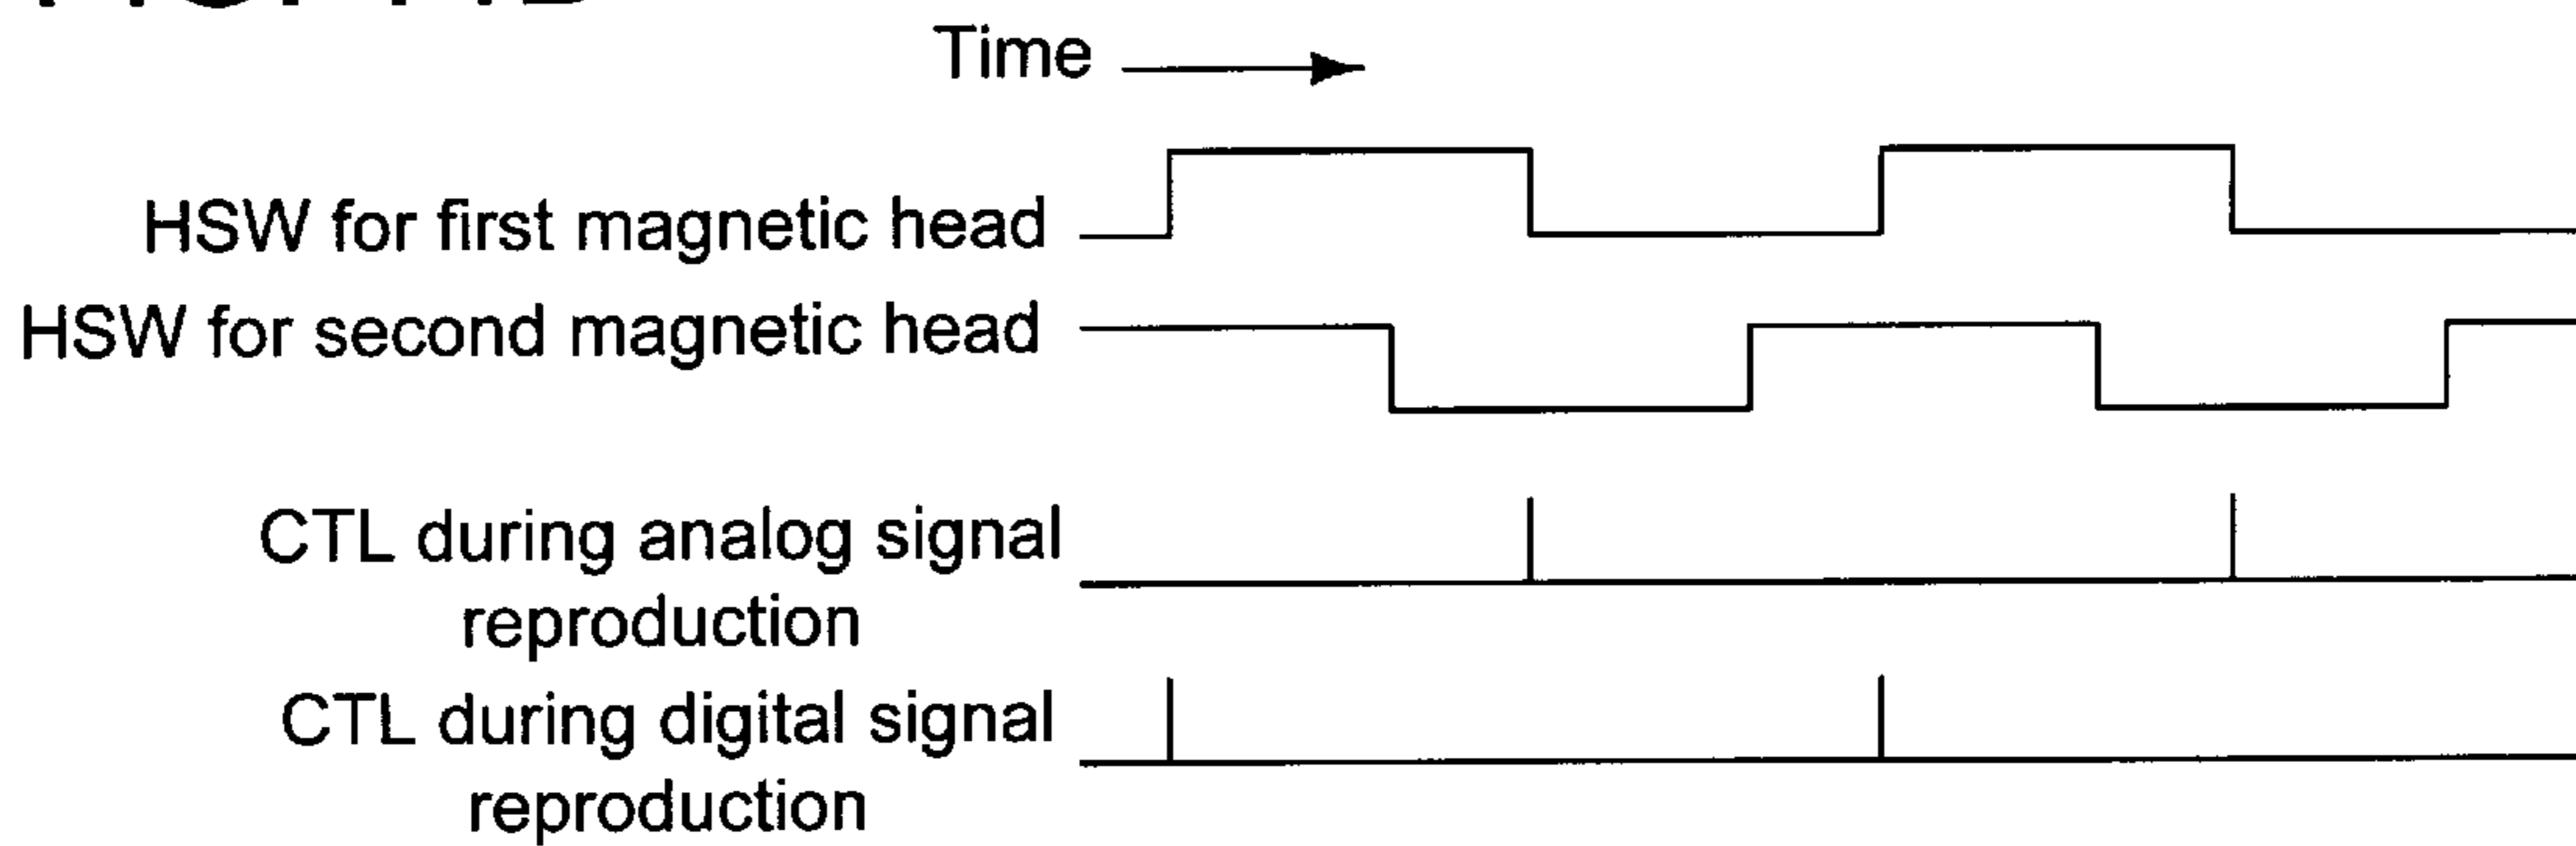 Time
HSW for first magnetic head
HSW for second magnetic head
CTL during analog signal
reproduction
CTL during digital signal
reproduction